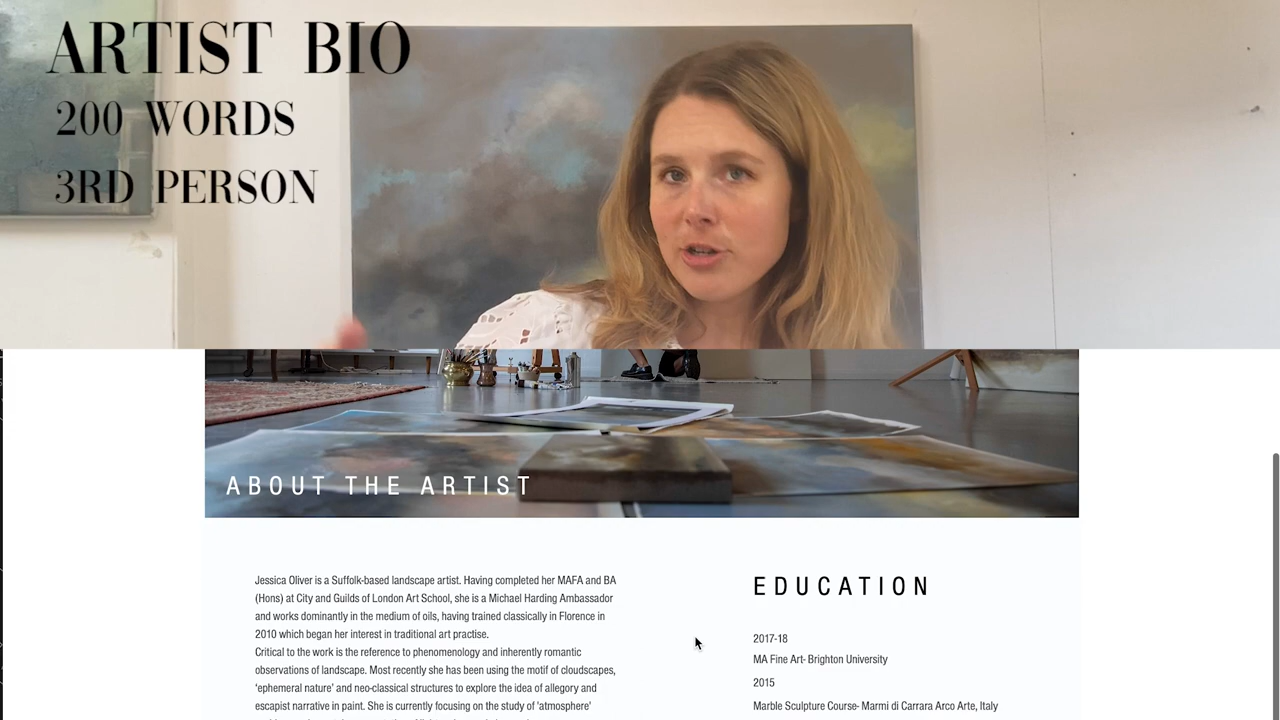 ARTIST BIO
200 WORDS
3RD PERSON
ABOUT THE ARTIST
Jessica Oliver is a Suffolk-based landscape artist. Having completed her MAFA and BA
(Hons) at City and Guilds of London Art School, she is a Michael Harding Ambassador
and works dominantly in the medium of oils, having trained classically in Florence in
2010 which began her interest in traditional art practise.
Critical to the work is the reference to phenomenology and inherently romantic
observations of landscape. Most recently she has been using the motif of cloudscapes,
'ephemeral nature' and neo-classical structures to explore the idea of allegory and
escapist narrative in paint. She is currently focusing on the study of 'atmosphere'
EDUCATION
2017-18
MA Fine Art- Brighton University
2015
Marble Sculpture Course- Marmi di Carrara Arco Arte, Italy